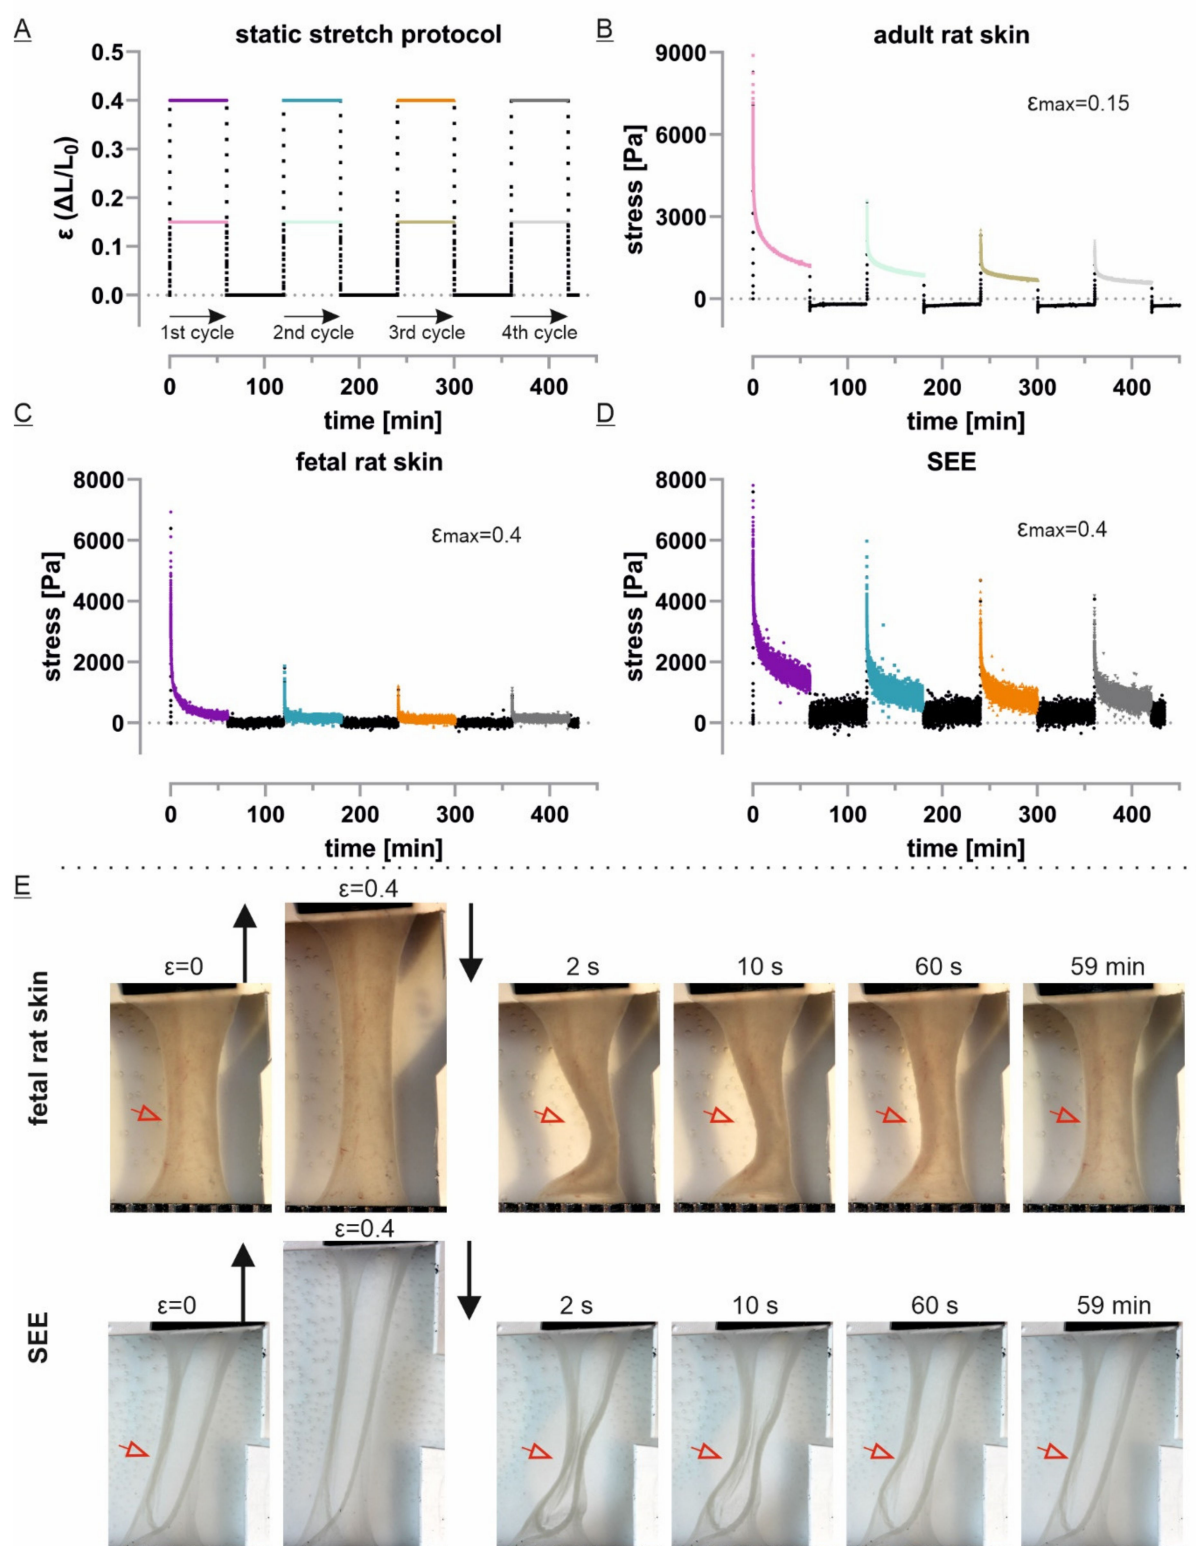 A
static stretch protocol
0.5
0.4
0.3
0.2
0.1
0.0
ε (ΔL/L0)
1st cycle 2nd cycle 3rd cycle 4th cycle
0 100 200 300 400
time [min]
B
adult rat skin
9000
6000
3000
0
stress [Pa]
εmax=0.15
0 100 200 300 400
time [min]
C
fetal rat skin
8000
6000
4000
2000
0
stress [Pa]
εmax=0.4
0 100 200 300 400
time [min]
D
SEE
8000
6000
4000
2000
0
stress [Pa]
εmax=0.4
0 100 200 300 400
time [min]
E
fetal rat skin
ε=0
ε=0.4
2 s 10 s 60 s 59 min
SEE
ε=0
ε=0.4
2 s 10 s 60 s 59 min